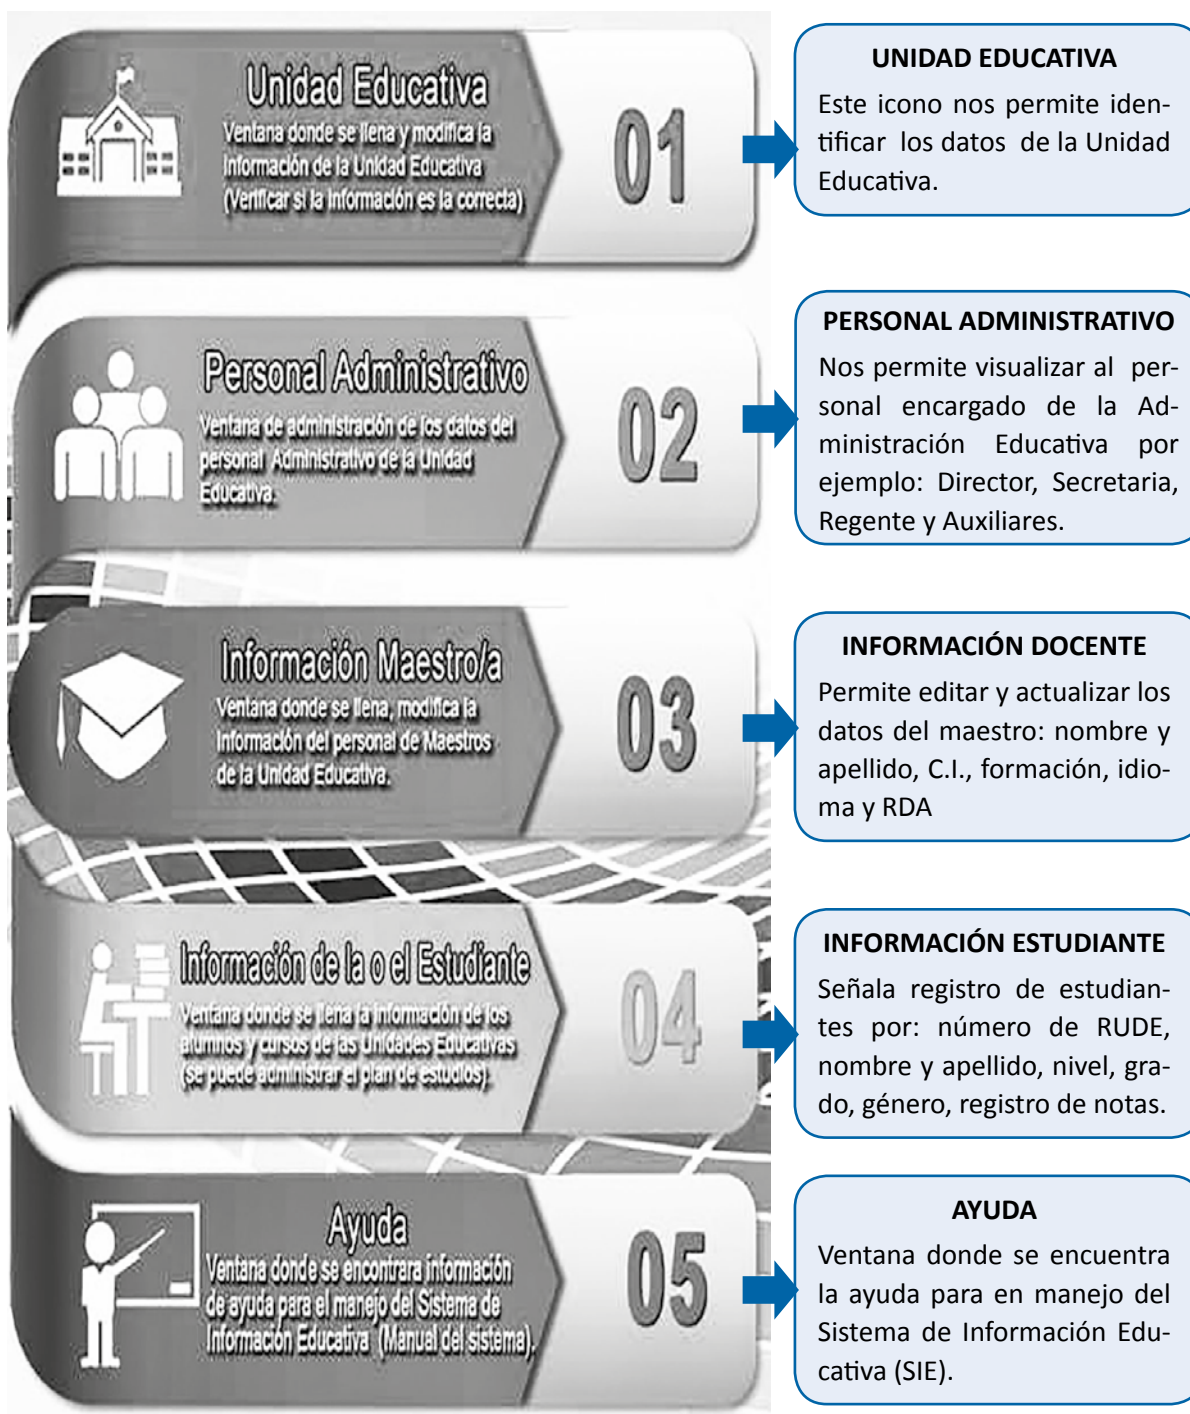 Unidad Educativa
Ventana donde se llena y modifica la
Información de la Unidad Educativa
(Verificar si la Información es la correcta)
01
UNIDAD EDUCATIVA
Este icono nos permite iden-
tificar los datos de la Unidad
Educativa.
Personal Administrativo
Ventana de administración de los datos del
personal Administrativo de la Unidad
Educativa.
02
PERSONAL ADMINISTRATIVO
Nos permite visualizar al per-
sonal encargado de la Ad-
ministración Educativa por
ejemplo: Director, Secretaria,
Regente y Auxiliares.
Información Maestro/a
Ventana donde se llena, modifica la
Información del personal de Maestros
de la Unidad Educativa.
03
INFORMACIÓN DOCENTE
Permite editar y actualizar los
datos del maestro: nombre y
apellido, C.I., formación, idio-
ma y RDA
Información de la o el Estudiante
Ventana donde se llena la información de los
alumnos y cursos de las Unidades Educativas
(se puede administrar el plan de estudios).
04
INFORMACIÓN ESTUDIANTE
Señala registro de estudian-
tes por: número de RUDE,
nombre y apellido, nivel, gra-
do, género, registro de notas.
Ayuda
Ventana donde se encontrara información
de ayuda para el manejo del Sistema de
Información Educativa (Manual del sistema).
05
AYUDA
Ventana donde se encuentra
la ayuda para en manejo del
Sistema de Información Edu-
cativa (SIE).